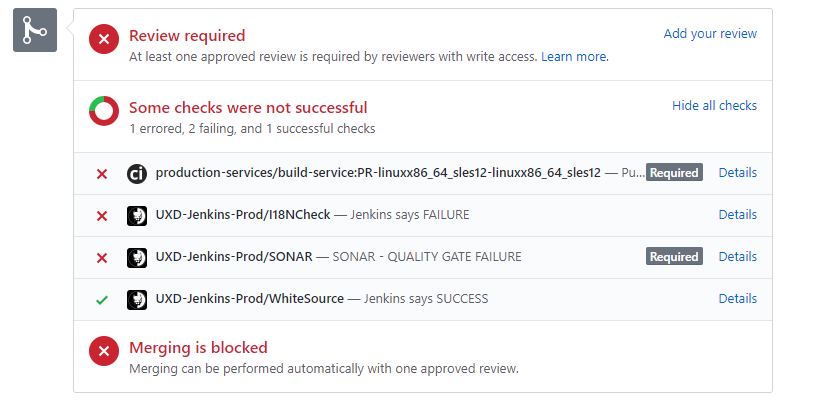 Review required
Add your review
At least one approved review is required by reviewers with write access. Learn more.
Some checks were not successful
Hide all checks
1 errored, 2 failing, and 1 successful checks
ci production-services/build-service:PR-linuxx86_64_sles12-linuxx86_64_sles12 — Pu... Required Details
UXD-Jenkins-Prod/I18NCheck — Jenkins says FAILURE Details
UXD-Jenkins-Prod/SONAR — SONAR - QUALITY GATE FAILURE Required Details
UXD-Jenkins-Prod/WhiteSource — Jenkins says SUCCESS Details
Merging is blocked
Merging can be performed automatically with one approved review.